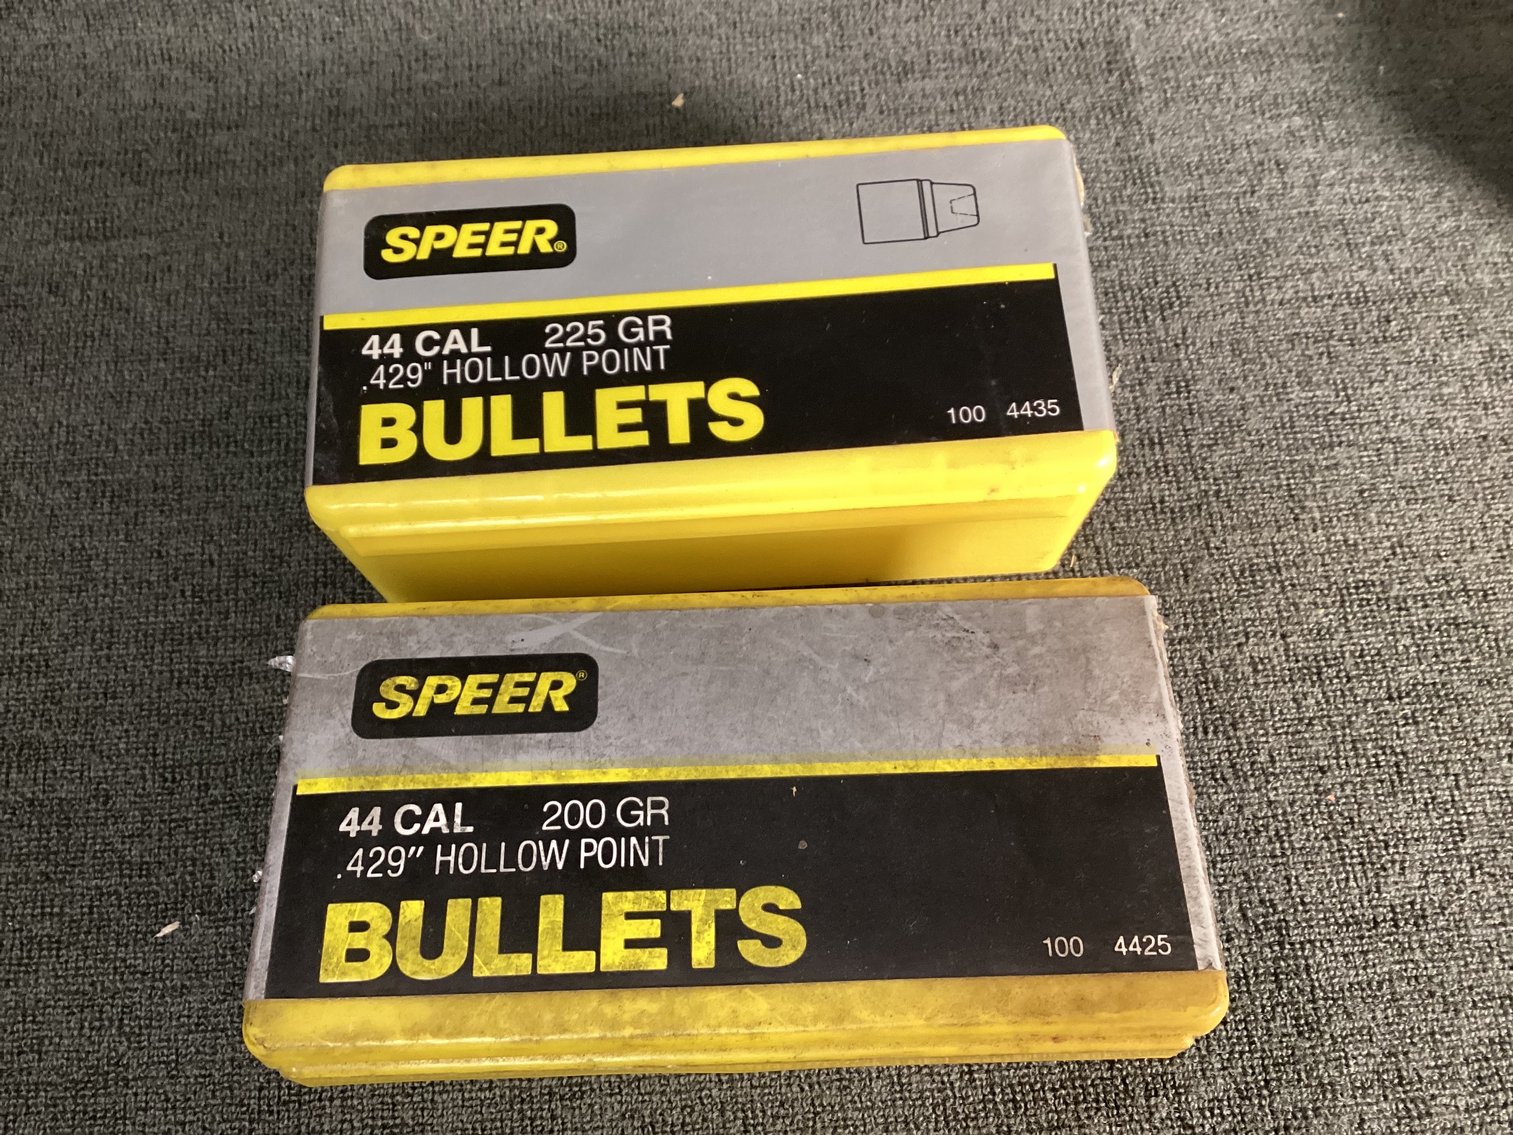 SPEER®
44 CAL 225 GR
.429" HOLLOW POINT
BULLETS
100 4435
SPEER®
44 CAL 200 GR
.429" HOLLOW POINT
BULLETS
100 4425